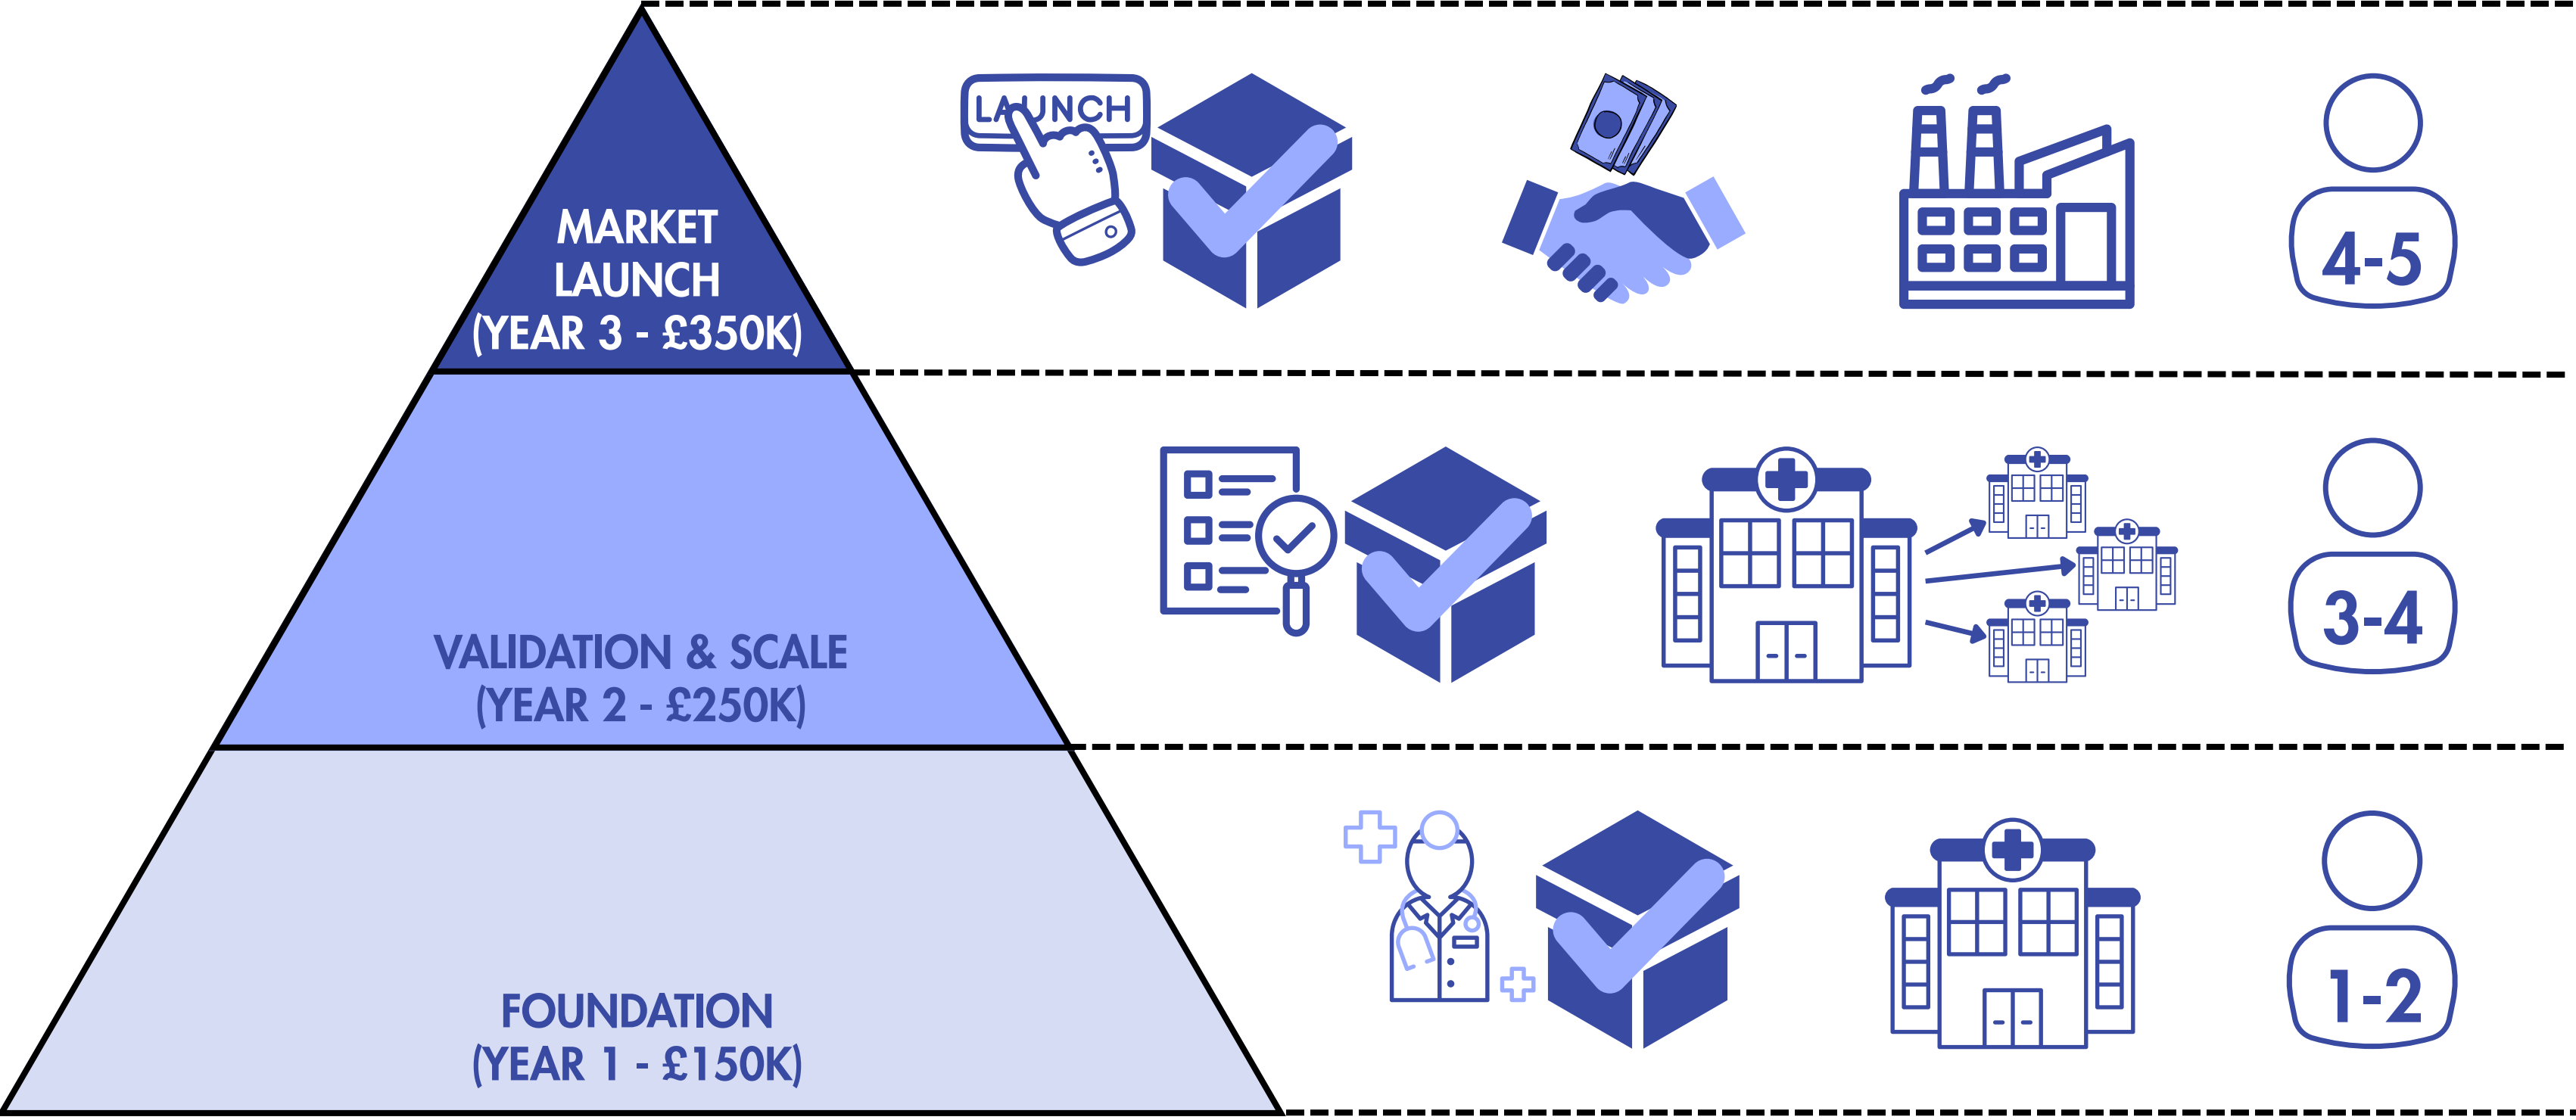 LAUNCH
MARKET
LAUNCH
(YEAR 3 - £350K)
4-5
VALIDATION & SCALE
(YEAR 2 - £250K)
3-4
FOUNDATION
(YEAR 1 - £150K)
1-2